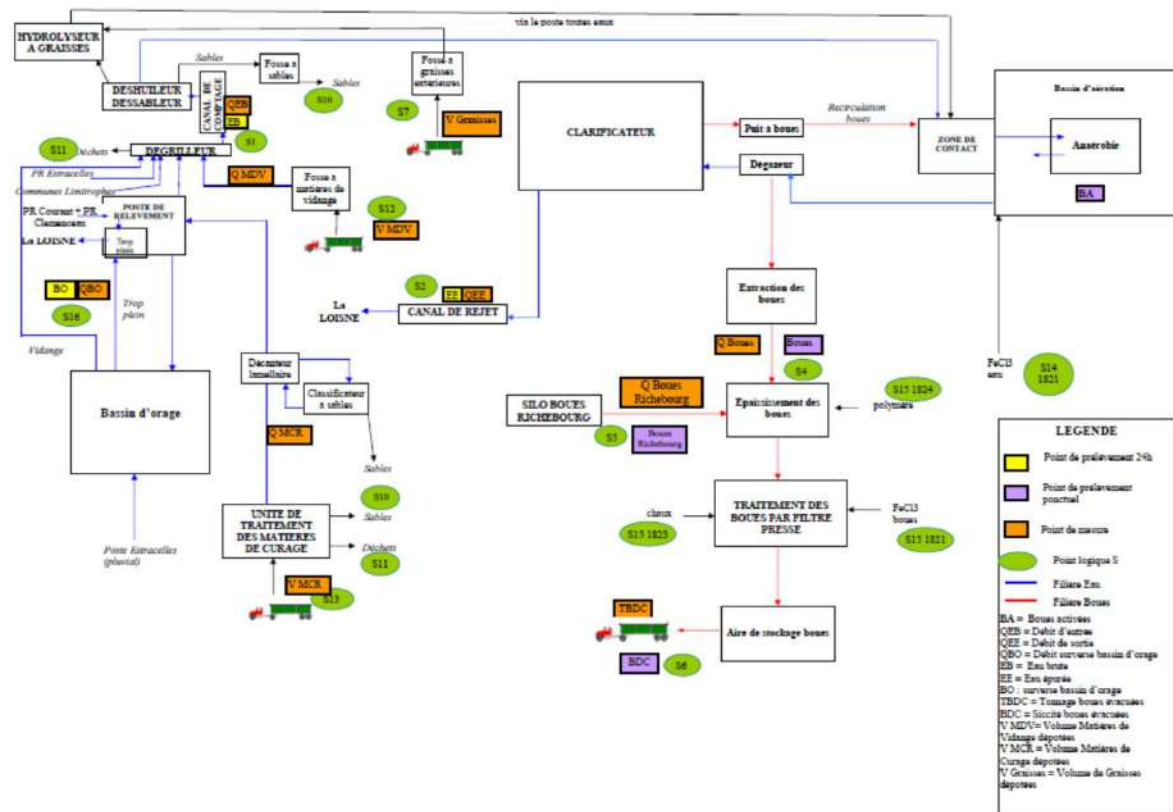 via le poste toutes eaux
HYDROLYSEUR
A GRAISSES
Sables
Fosse à
sables
Sables
S10
Fosse à
graisses
extérieures
S7
V Graisses
DESHUILEUR
DESSABLEUR
CANAL DE
COMPTAGE
QEB
EB
S1
S11
Déchets
DEGRILLEUR
PR Estracelles
Communes Limitrophes
Q MDV
Fosse à
matières de
vidange
S12
V MDV
PR Courant + PR
Clemenceau
POSTE DE
RELEVEMENT
La LOISNE
Trop
plein
BO
QBO
S16
Trop
plein
Vidange
Bassin d'orage
Poste Estracelles
(pluvial)
CLARIFICATEUR
Puit à boues
Recirculation
boues
Dégazeur
ZONE DE
CONTACT
Bassin d'aération
Anaérobie
BA
S2
EE
QEE
La
LOISNE
CANAL DE REJET
Extraction des
boues
Q Boues
Boues
S4
FeCl3
eau
S14
1821
Décanteur
lamellaire
Classificateur
à sables
Q MCR
Sables
S10
UNITE DE
TRAITEMENT
DES MATIERES
DE CURAGE
Sables
Déchets
S11
V MCR
S13
SILO BOUES
RICHEBOURG
Q Boues
Richebourg
S5
Boues
Richebourg
Epaississement des
boues
S15 1824
polymère
chaux
S15 1823
TRAITEMENT DES
BOUES PAR FILTRE
PRESSE
FeCl3
boues
S15 1821
TBDC
BDC
S6
Aire de stockage boues
LEGENDE
Point de prélèvement 24h
Point de prélèvement
ponctuel
Point de mesure
Point logique S
Filière Eau
Filière Boues
BA = Boues activées
QEB = Débit d'entrée
QEE = Débit de sortie
QBO = Débit surverse bassin d'orage
EB = Eau brute
EE = Eau épurée
BO : surverse bassin d'orage
TBDC = Tonnage boues évacuées
BDC = Siccité boues évacuées
V MDV= Volume Matières de
Vidange dépotées
V MCR = Volume Matières de
Curage dépotées
V Graisses = Volume de Graisses
dépotées